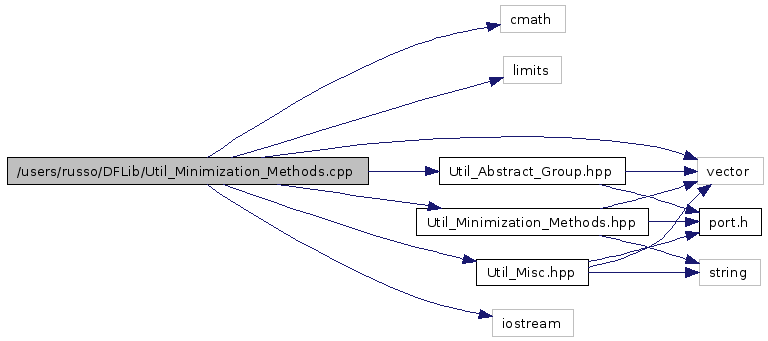 cmath
limits
/users/russo/DFLib/Util_Minimization_Methods.cpp
Util_Abstract_Group.hpp
vector
Util_Minimization_Methods.hpp
port.h
Util_Misc.hpp
string
iostream